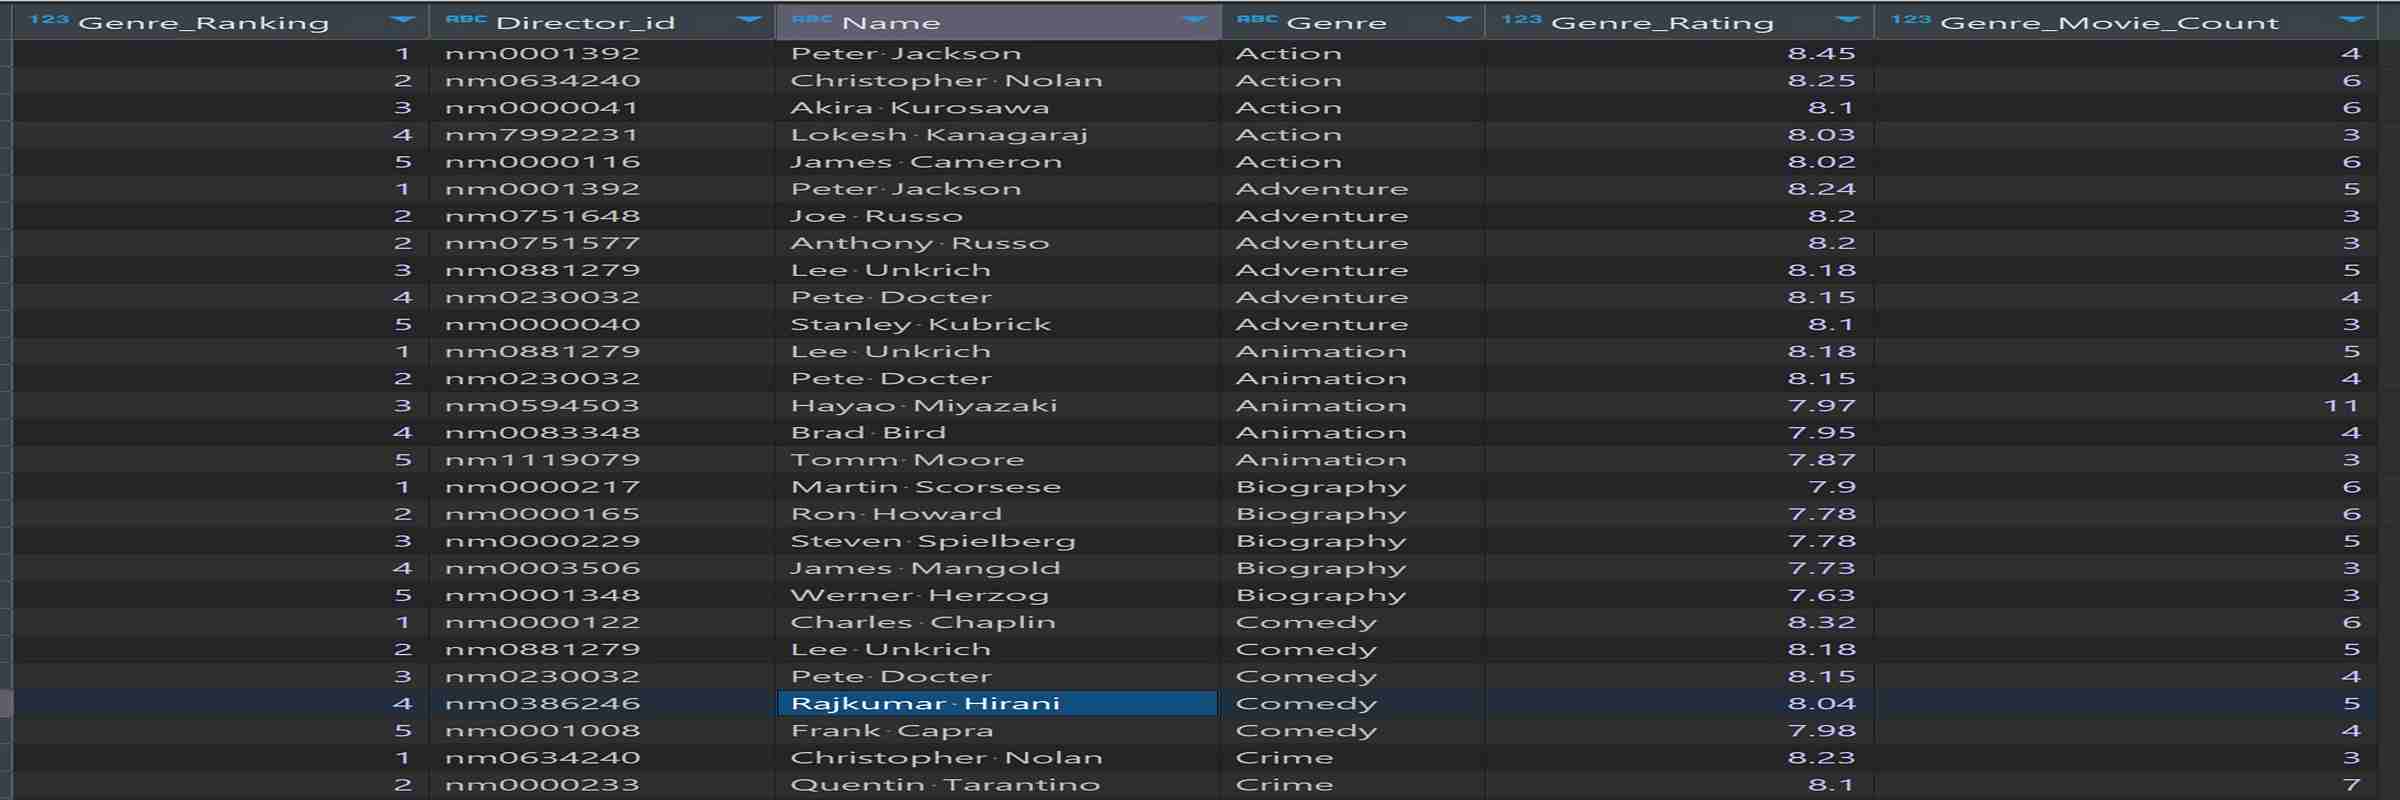 123 Genre_Ranking ABC Director_id ABC Name ABC Genre 123 Genre_Rating 123 Genre_Movie_Count
1 nm0001392 Peter·Jackson Action 8.45 4
2 nm0634240 Christopher·Nolan Action 8.25 6
3 nm0000041 Akira·Kurosawa Action 8.1 6
4 nm7992231 Lokesh·Kanagaraj Action 8.03 3
5 nm0000116 James·Cameron Action 8.02 6
1 nm0001392 Peter·Jackson Adventure 8.24 5
2 nm0751648 Joe·Russo Adventure 8.2 3
2 nm0751577 Anthony·Russo Adventure 8.2 3
3 nm0881279 Lee·Unkrich Adventure 8.18 5
4 nm0230032 Pete·Docter Adventure 8.15 4
5 nm0000040 Stanley·Kubrick Adventure 8.1 3
1 nm0881279 Lee·Unkrich Animation 8.18 5
2 nm0230032 Pete·Docter Animation 8.15 4
3 nm0594503 Hayao·Miyazaki Animation 7.97 11
4 nm0083348 Brad·Bird Animation 7.95 4
5 nm1119079 Tomm·Moore Animation 7.87 3
1 nm0000217 Martin·Scorsese Biography 7.9 6
2 nm0000165 Ron·Howard Biography 7.78 6
3 nm0000229 Steven·Spielberg Biography 7.78 5
4 nm0003506 James·Mangold Biography 7.73 3
5 nm0001348 Werner·Herzog Biography 7.63 3
1 nm0000122 Charles·Chaplin Comedy 8.32 6
2 nm0881279 Lee·Unkrich Comedy 8.18 5
3 nm0230032 Pete·Docter Comedy 8.15 4
4 nm0386246 Rajkumar·Hirani Comedy 8.04 5
5 nm0001008 Frank·Capra Comedy 7.98 4
1 nm0634240 Christopher·Nolan Crime 8.23 3
2 nm0000233 Quentin·Tarantino Crime 8.1 7